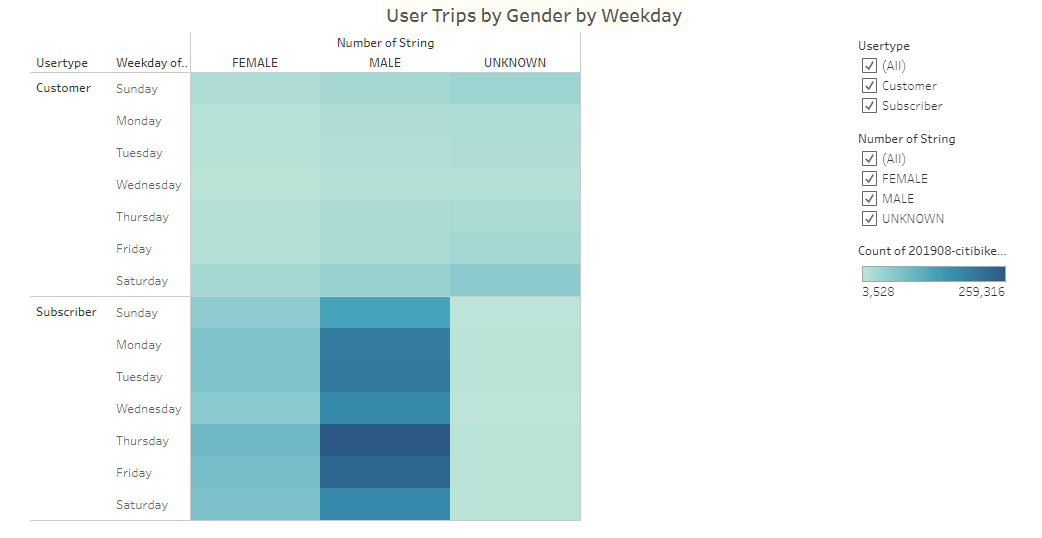 User Trips by Gender by Weekday
Number of String
Usertype Weekday of.. FEMALE MALE UNKNOWN
Customer Sunday
Monday
Tuesday
Wednesday
Thursday
Friday
Saturday
Subscriber Sunday
Monday
Tuesday
Wednesday
Thursday
Friday
Saturday
Usertype
(All)
Customer
Subscriber
Number of String
(All)
FEMALE
MALE
UNKNOWN
Count of 201908-citibike...
3,528 259,316